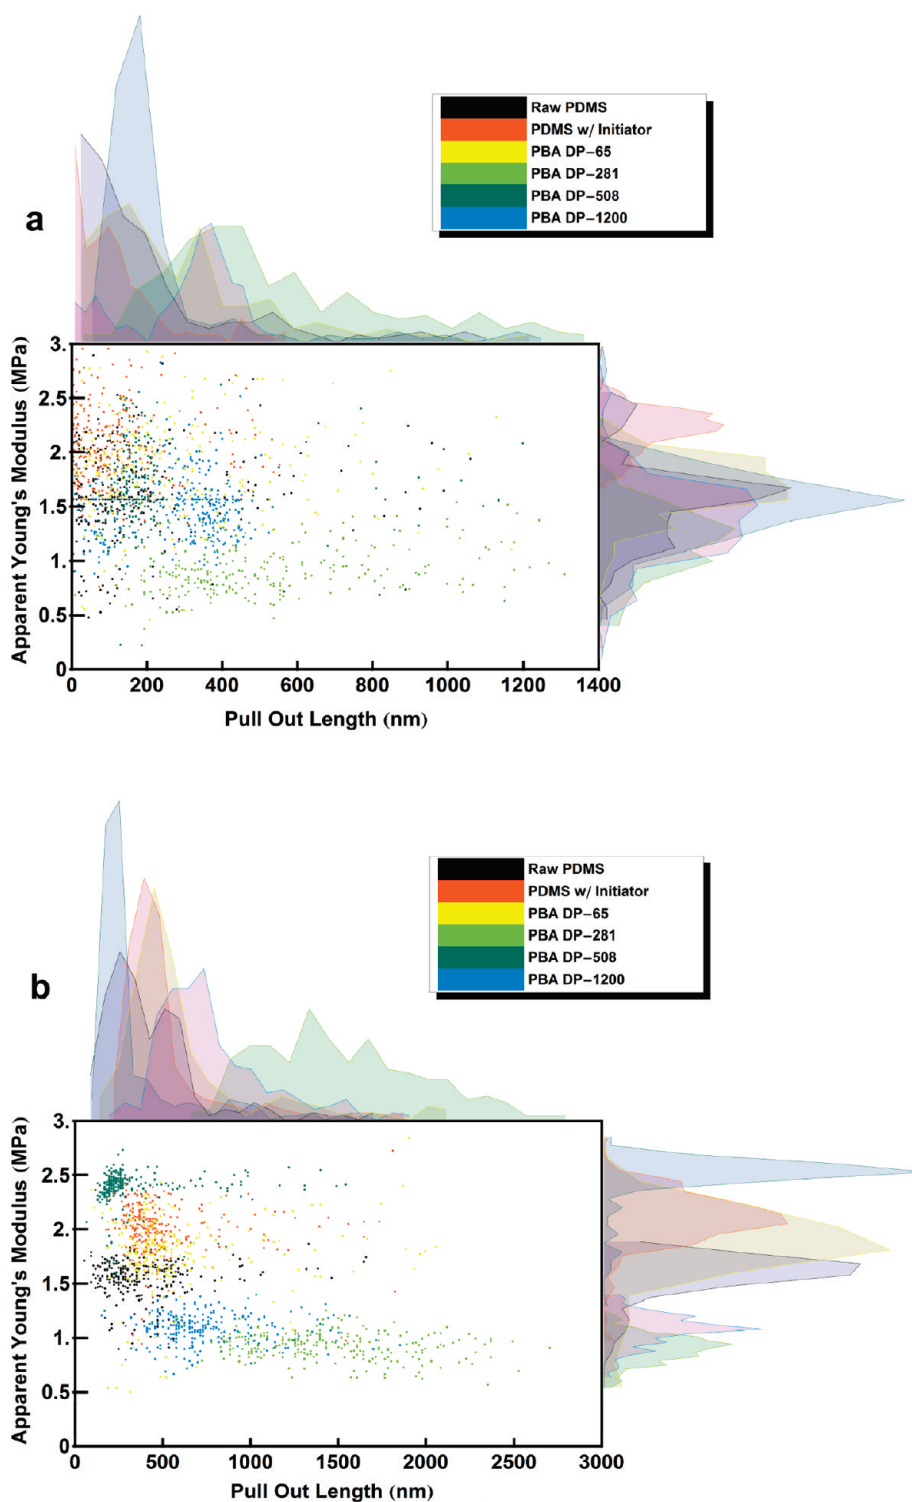 a
Raw PDMS
PDMS w/ Initiator
PBA DP−65
PBA DP−281
PBA DP−508
PBA DP−1200
Apparent Young's Modulus (MPa)
3.
2.5
2.
1.5
1.
0.5
0
0 200 400 600 800 1000 1200 1400
Pull Out Length (nm)
b
Raw PDMS
PDMS w/ Initiator
PBA DP−65
PBA DP−281
PBA DP−508
PBA DP−1200
Apparent Young's Modulus (MPa)
3.
2.5
2.
1.5
1.
0.5
0
0 500 1000 1500 2000 2500 3000
Pull Out Length (nm)